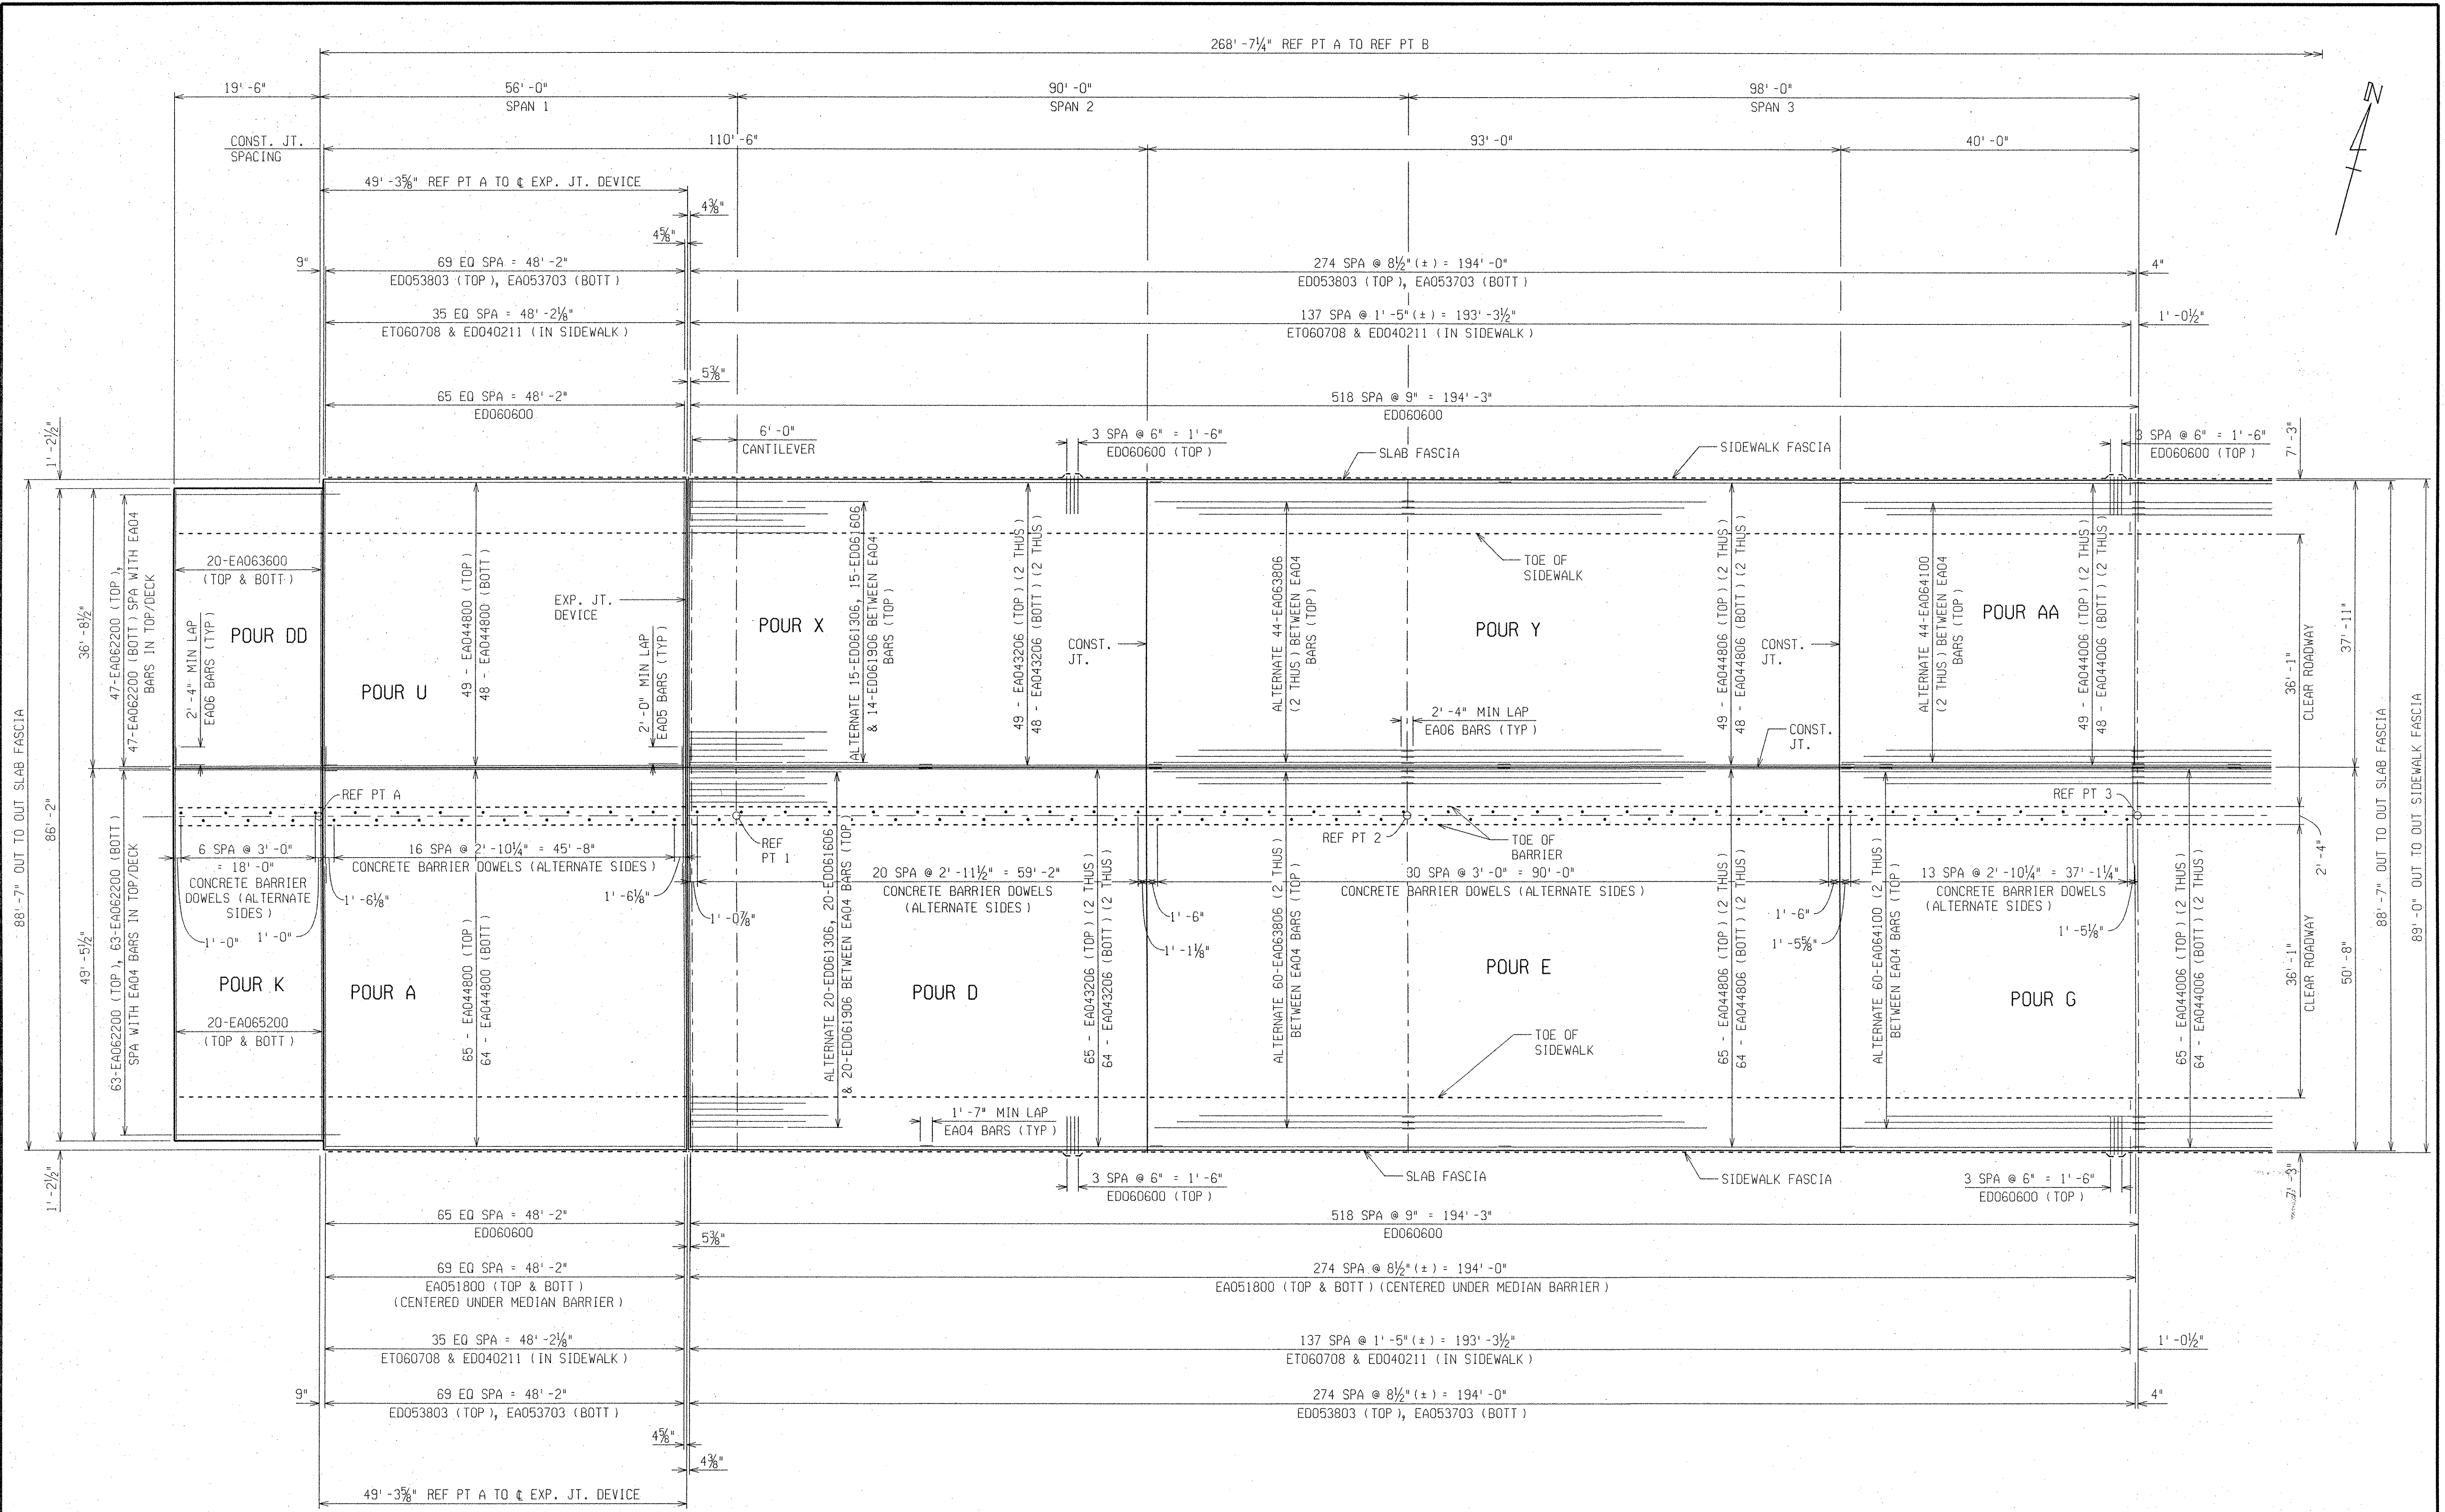 268'-7¼" REF PT A TO REF PT B
19'-6"
56'-0"
SPAN 1
90'-0"
SPAN 2
98'-0"
SPAN 3
N
CONST. JT.
SPACING
110'-6"
93'-0"
40'-0"
49'-3⅝" REF PT A TO ℄ EXP. JT. DEVICE
4⅜"
4⅝"
9"
69 EQ SPA = 48'-2"
ED053803 (TOP), EA053703 (BOTT)
274 SPA @ 8½"(±) = 194'-0"
ED053803 (TOP), EA053703 (BOTT)
4"
35 EQ SPA = 48'-2⅛"
ET060708 & ED040211 (IN SIDEWALK)
137 SPA @ 1'-5"(±) = 193'-3½"
ET060708 & ED040211 (IN SIDEWALK)
1'-0½"
5⅜"
65 EQ SPA = 48'-2"
ED060600
518 SPA @ 9" = 194'-3"
ED060600
1'-2½"
6'-0"
CANTILEVER
3 SPA @ 6" = 1'-6"
ED060600 (TOP)
SLAB FASCIA
SIDEWALK FASCIA
3 SPA @ 6" = 1'-6"
ED060600 (TOP)
7'-3"
88'-7" OUT TO OUT SLAB FASCIA
86'-2"
36'-8½"
47-EA062200 (TOP),
47-EA062200 (BOTT) SPA WITH EA04
BARS IN TOP/DECK
20-EA063600
(TOP & BOTT)
2'-4" MIN LAP
EA06 BARS (TYP)
POUR DD
POUR U
49 - EA044800 (TOP)
48 - EA044800 (BOTT)
EXP. JT.
DEVICE
2'-0" MIN LAP
EA05 BARS (TYP)
POUR X
ALTERNATE 15-ED061306, 15-ED061606
& 14-ED061906 BETWEEN EA04
BARS (TOP)
49 - EA043206 (TOP) (2 THUS)
48 - EA043206 (BOTT) (2 THUS)
CONST.
JT.
ALTERNATE 44-EA063806
(2 THUS) BETWEEN EA04
BARS (TOP)
TOE OF
SIDEWALK
POUR Y
2'-4" MIN LAP
EA06 BARS (TYP)
49 - EA044806 (TOP) (2 THUS)
48 - EA044806 (BOTT) (2 THUS)
CONST.
JT.
CONST.
JT.
ALTERNATE 44-EA064100
(2 THUS) BETWEEN EA04
BARS (TOP)
POUR AA
49 - EA044006 (TOP) (2 THUS)
48 - EA044006 (BOTT) (2 THUS)
36'-1"
CLEAR ROADWAY
37'-11"
88'-7" OUT TO OUT SLAB FASCIA
89'-0" OUT TO OUT SIDEWALK FASCIA
49'-5½"
63-EA062200 (TOP), 63-EA062200 (BOTT)
SPA WITH EA04 BARS IN TOP/DECK
REF PT A
6 SPA @ 3'-0"
= 18'-0"
CONCRETE BARRIER
DOWELS (ALTERNATE
SIDES)
1'-0"
1'-0"
16 SPA @ 2'-10¼" = 45'-8"
CONCRETE BARRIER DOWELS (ALTERNATE SIDES)
1'-6⅛"
1'-6⅛"
REF
PT 1
1'-0⅞"
20 SPA @ 2'-11½" = 59'-2"
CONCRETE BARRIER DOWELS
(ALTERNATE SIDES)
1'-6"
1'-1⅛"
REF PT 2
TOE OF
BARRIER
30 SPA @ 3'-0" = 90'-0"
CONCRETE BARRIER DOWELS (ALTERNATE SIDES)
1'-6"
1'-5⅝"
REF PT 3
13 SPA @ 2'-10¼" = 37'-1¼"
CONCRETE BARRIER DOWELS
(ALTERNATE SIDES)
1'-5⅛"
2'-4"
POUR K
20-EA065200
(TOP & BOTT)
POUR A
65 - EA044800 (TOP)
64 - EA044800 (BOTT)
ALTERNATE 20-ED061306, 20-ED061606
& 20-ED061906 BETWEEN EA04 BARS (TOP)
POUR D
1'-7" MIN LAP
EA04 BARS (TYP)
65 - EA043206 (TOP) (2 THUS)
64 - EA043206 (BOTT) (2 THUS)
ALTERNATE 60-EA063806 (2 THUS)
BETWEEN EA04 BARS (TOP)
POUR E
TOE OF
SIDEWALK
65 - EA044806 (TOP) (2 THUS)
64 - EA044806 (BOTT) (2 THUS)
ALTERNATE 60-EA064100 (2 THUS)
BETWEEN EA04 BARS (TOP)
POUR G
65 - EA044006 (TOP) (2 THUS)
64 - EA044006 (BOTT) (2 THUS)
36'-1"
CLEAR ROADWAY
50'-8"
1'-2½"
3 SPA @ 6" = 1'-6"
ED060600 (TOP)
SLAB FASCIA
SIDEWALK FASCIA
3 SPA @ 6" = 1'-6"
ED060600 (TOP)
7'-3"
65 EQ SPA = 48'-2"
ED060600
518 SPA @ 9" = 194'-3"
ED060600
5⅜"
69 EQ SPA = 48'-2"
EA051800 (TOP & BOTT)
(CENTERED UNDER MEDIAN BARRIER)
274 SPA @ 8½"(±) = 194'-0"
EA051800 (TOP & BOTT) (CENTERED UNDER MEDIAN BARRIER)
35 EQ SPA = 48'-2⅛"
ET060708 & ED040211 (IN SIDEWALK)
137 SPA @ 1'-5"(±) = 193'-3½"
ET060708 & ED040211 (IN SIDEWALK)
1'-0½"
9"
69 EQ SPA = 48'-2"
ED053803 (TOP), EA053703 (BOTT)
274 SPA @ 8½"(±) = 194'-0"
ED053803 (TOP), EA053703 (BOTT)
4"
4⅝"
4⅜"
49'-3⅝" REF PT A TO ℄ EXP. JT. DEVICE